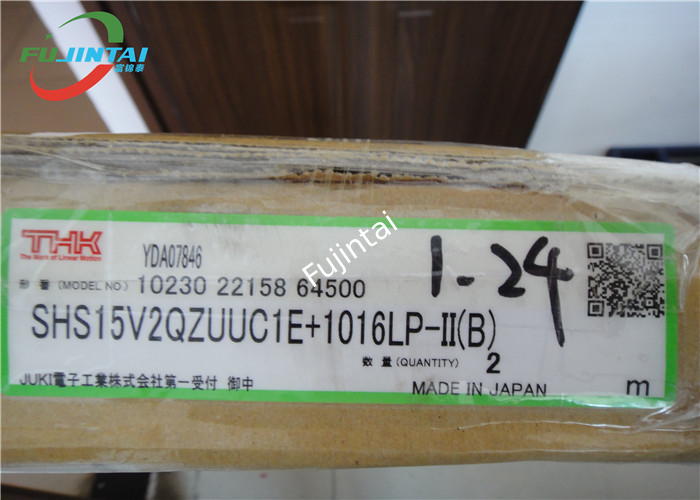 FUJINTAI
富锦泰
THK
The Mark of Linear Motion
YDA07846
1-24
Fujintai
形 番 (MODEL NO.) 10230 22158 64500
SHS15V2QZUUC1E+1016LP-II(B)
数 量 (QUANTITY) 2
JUKI電子工業株式会社第一受付 御中
MADE IN JAPAN m